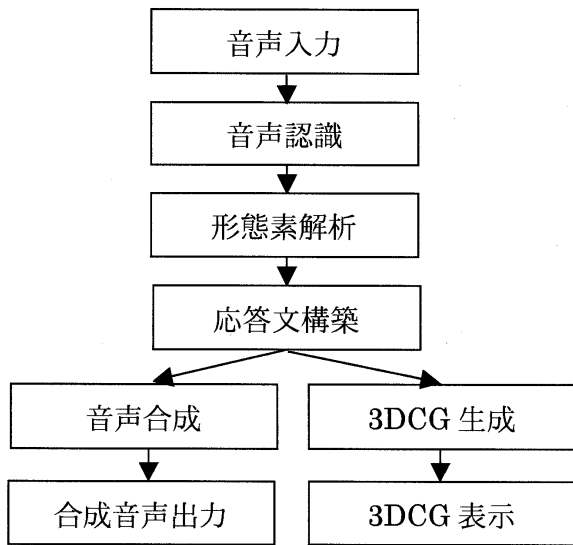 音声入力
音声認識
形態素解析
応答文構築
音声合成
3DCG 生成
合成音声出力
3DCG 表示